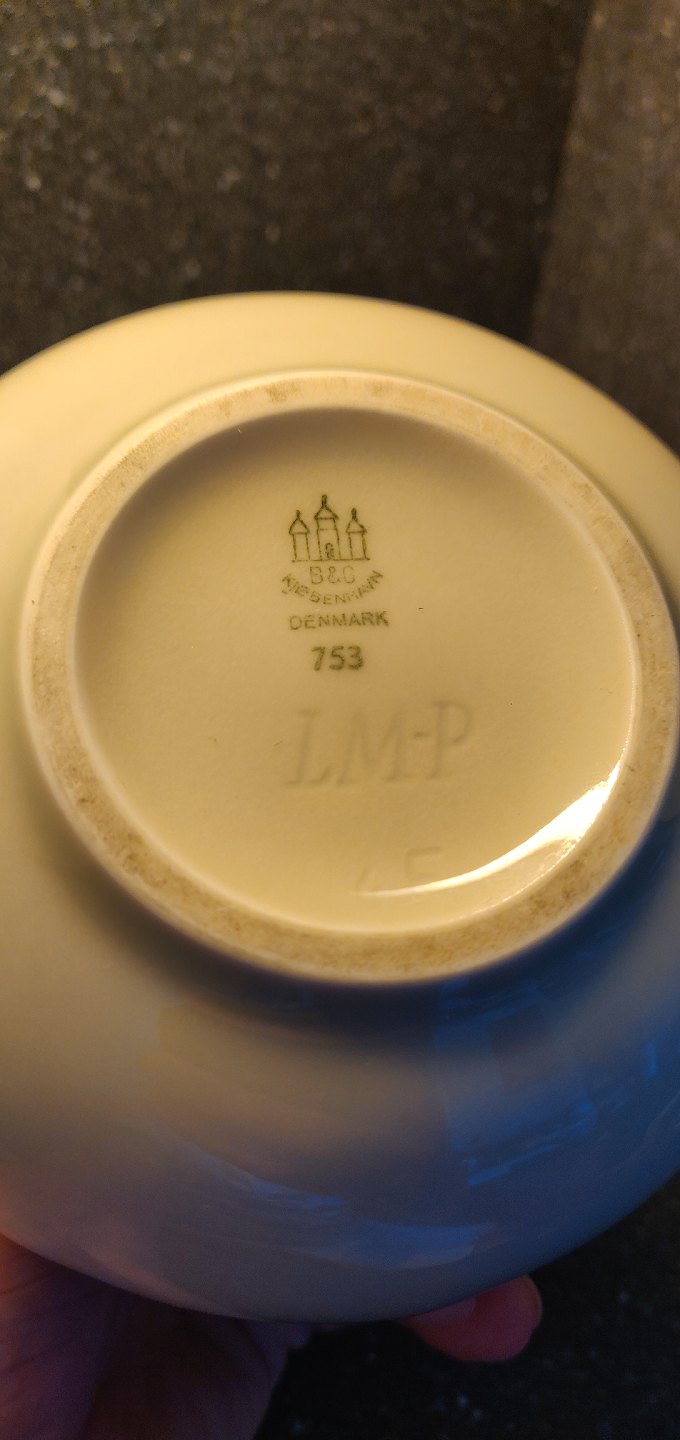 B&G
KJØBENHAVN
DENMARK
753
LM-P